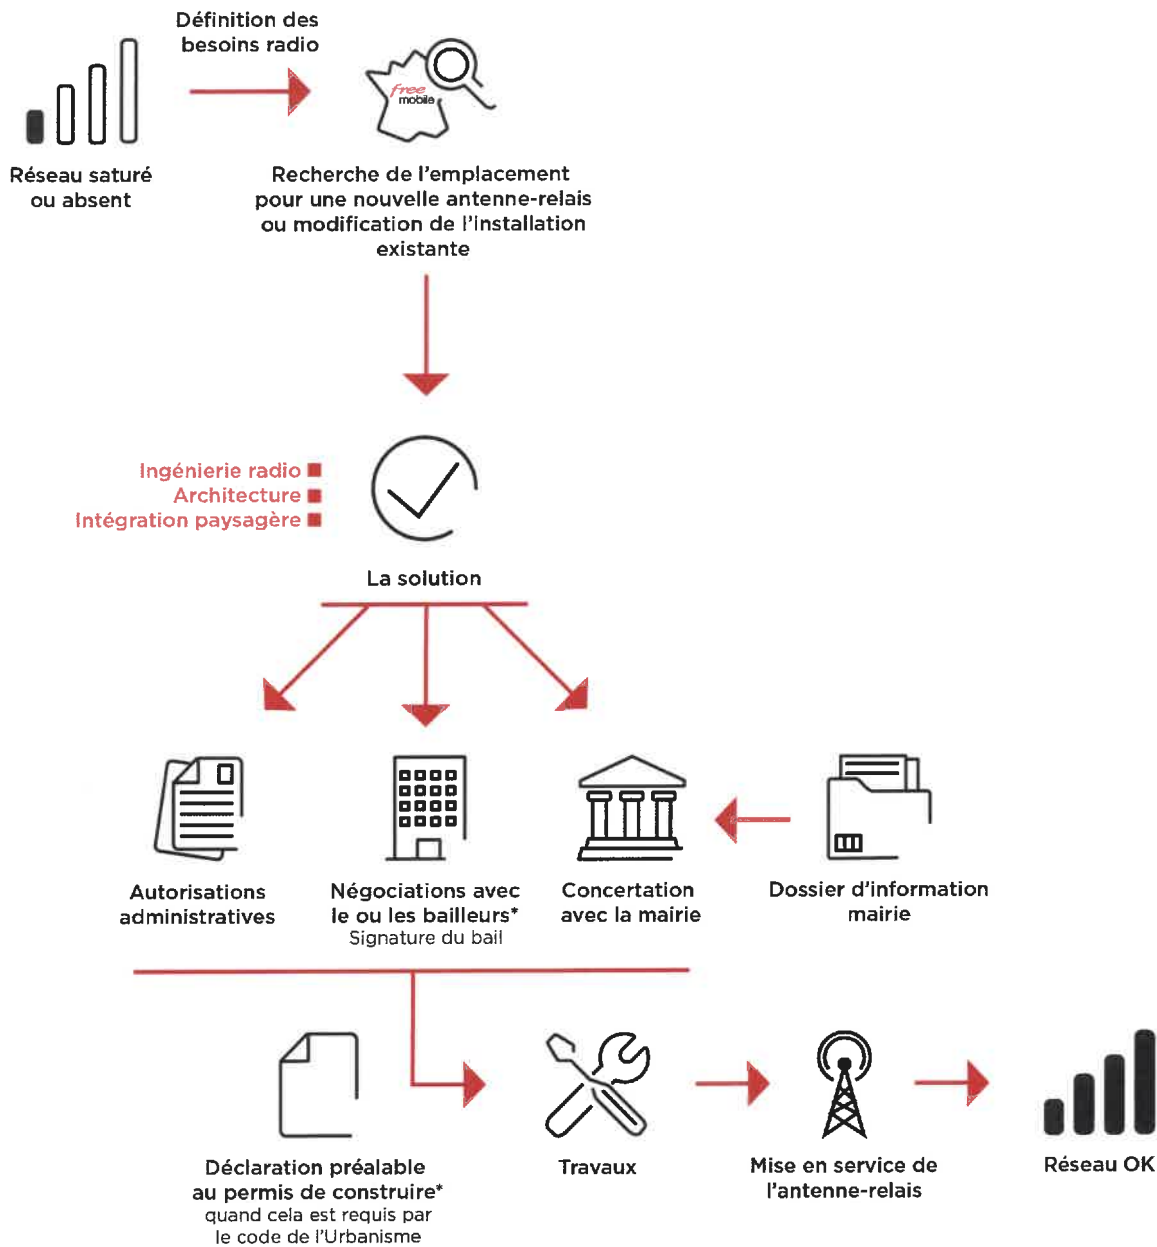 Définition des
besoins radio
free
mobile
Réseau saturé
ou absent
Recherche de l'emplacement
pour une nouvelle antenne-relais
ou modification de l'installation
existante
Ingénierie radio
Architecture
Intégration paysagère
La solution
Autorisations
administratives
Négociations avec
le ou les bailleurs*
Signature du bail
Concertation
avec la mairie
Dossier d'information
mairie
Déclaration préalable
au permis de construire*
quand cela est requis par
le code de l'Urbanisme
Travaux
Mise en service de
l'antenne-relais
Réseau OK